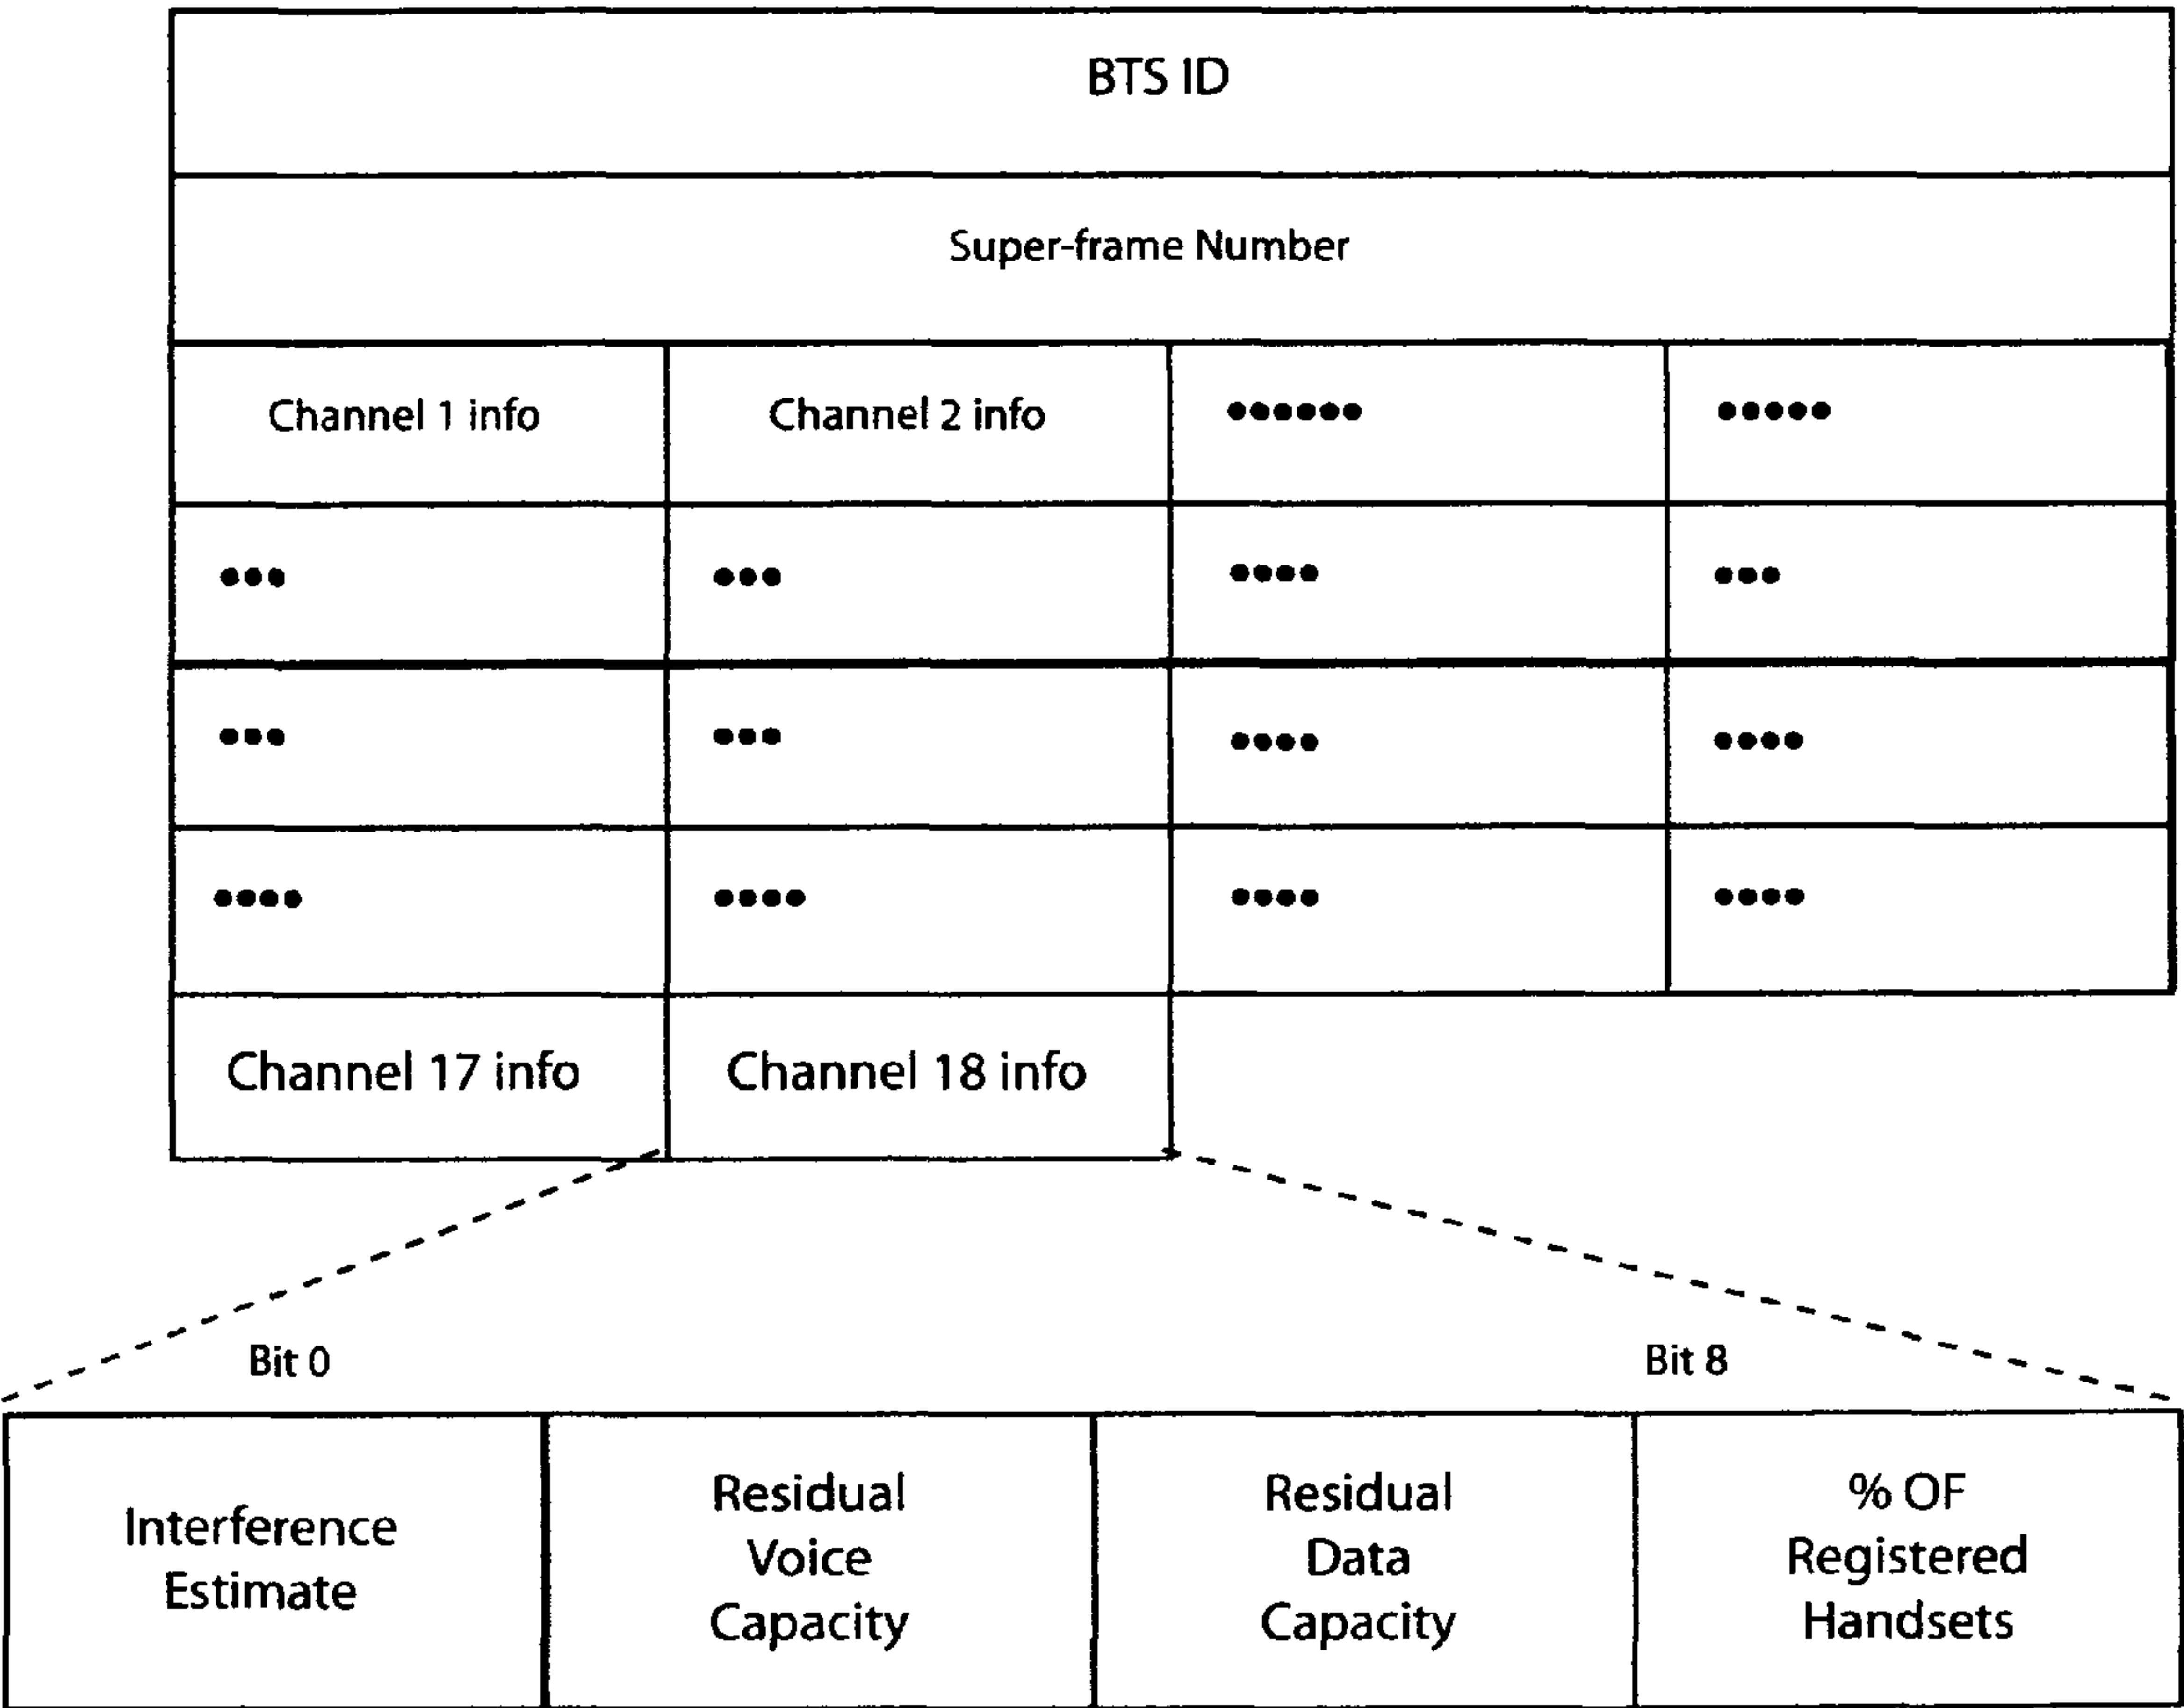 BTS ID
Super-frame Number
Channel 1 info
Channel 2 info
••••••
•••••
•••
•••
••••
•••
•••
•••
••••
••••
••••
••••
••••
••••
Channel 17 info
Channel 18 info
Bit 0
Bit 8
Interference
Estimate
Residual
Voice
Capacity
Residual
Data
Capacity
% OF
Registered
Handsets